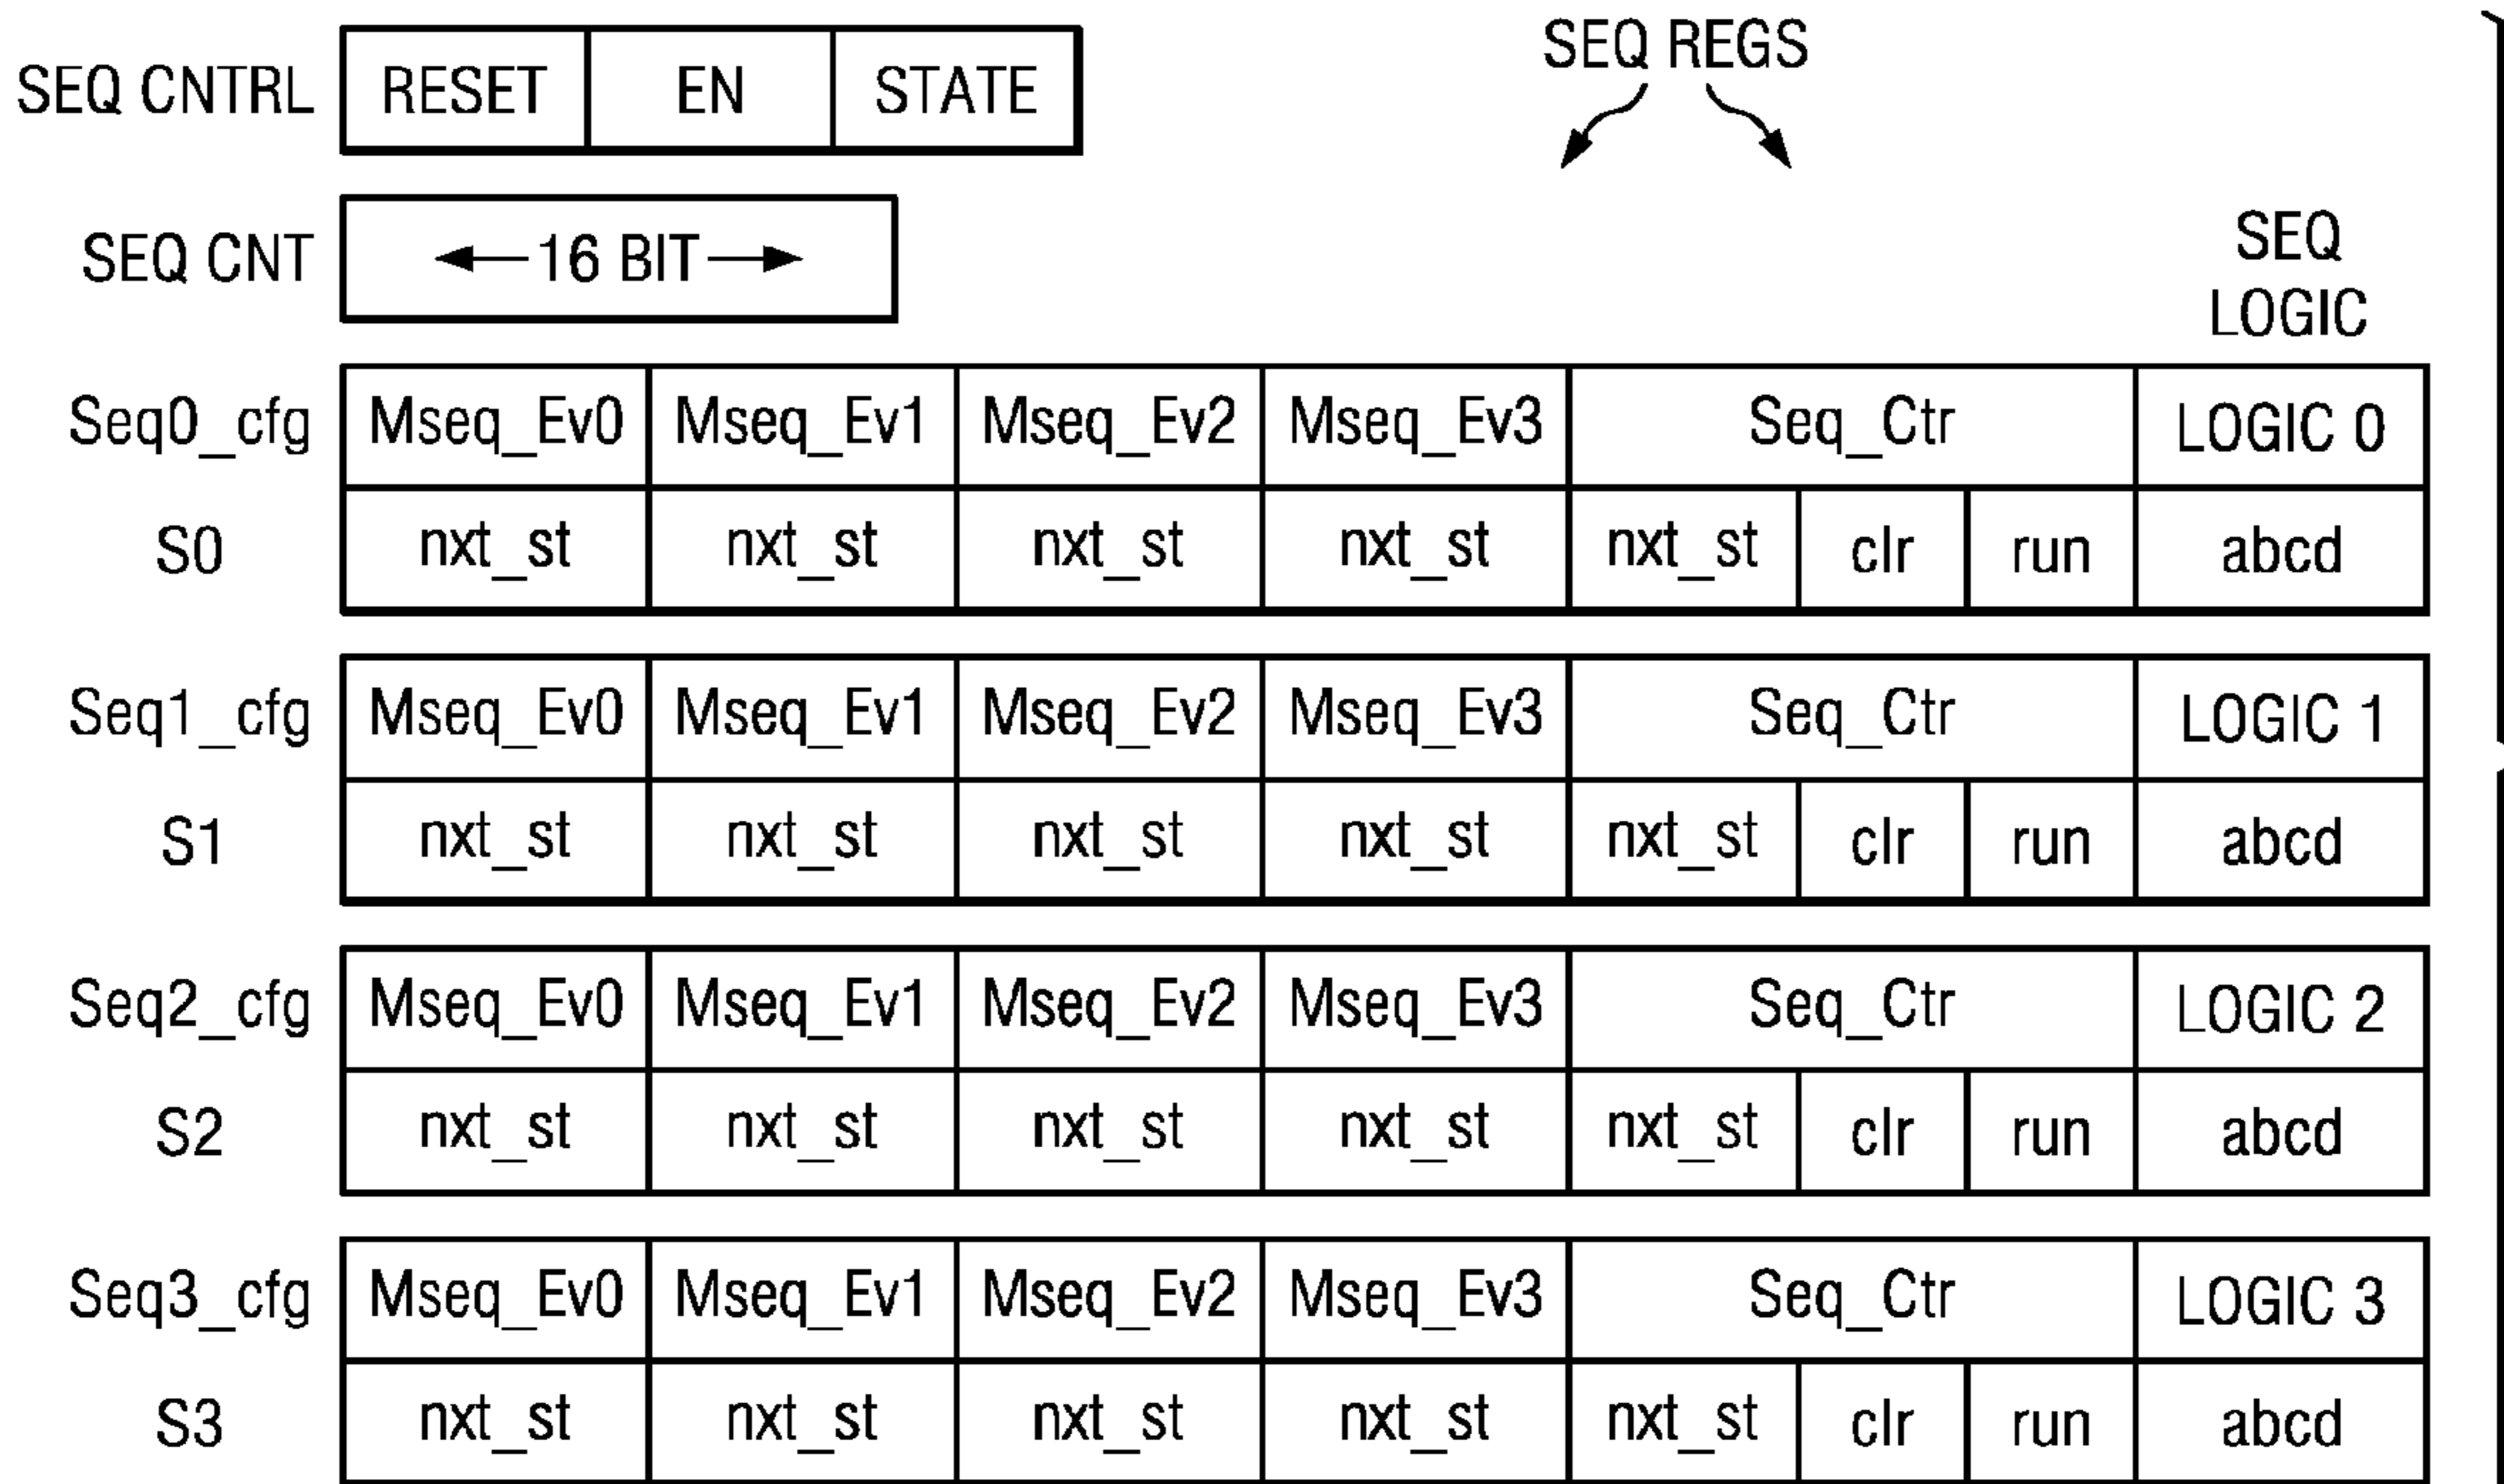 SEQ CNTRL RESET EN STATE
SEQ REGS
SEQ CNT 16 BIT
SEQ
LOGIC
Seq0_cfg Mseq_Ev0 Mseq_Ev1 Mseq_Ev2 Mseq_Ev3 Seq_Ctr LOGIC 0
S0 nxt_st nxt_st nxt_st nxt_st nxt_st clr run abcd
Seq1_cfg Mseq_Ev0 Mseq_Ev1 Mseq_Ev2 Mseq_Ev3 Seq_Ctr LOGIC 1
S1 nxt_st nxt_st nxt_st nxt_st nxt_st clr run abcd
Seq2_cfg Mseq_Ev0 Mseq_Ev1 Mseq_Ev2 Mseq_Ev3 Seq_Ctr LOGIC 2
S2 nxt_st nxt_st nxt_st nxt_st nxt_st clr run abcd
Seq3_cfg Mseq_Ev0 Mseq_Ev1 Mseq_Ev2 Mseq_Ev3 Seq_Ctr LOGIC 3
S3 nxt_st nxt_st nxt_st nxt_st nxt_st clr run abcd